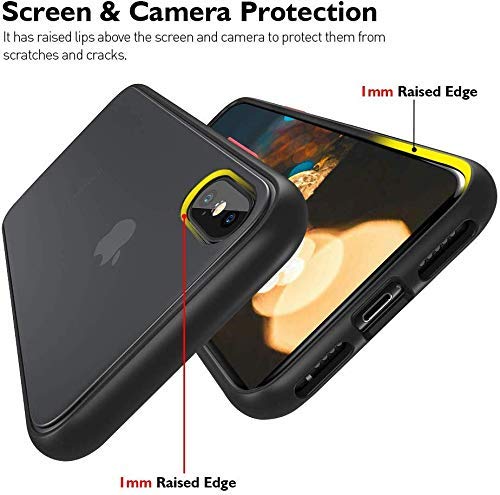 Screen & Camera Protection
It has raised lips above the screen and camera to protect them from
scratches and cracks.
1mm Raised Edge
1mm Raised Edge